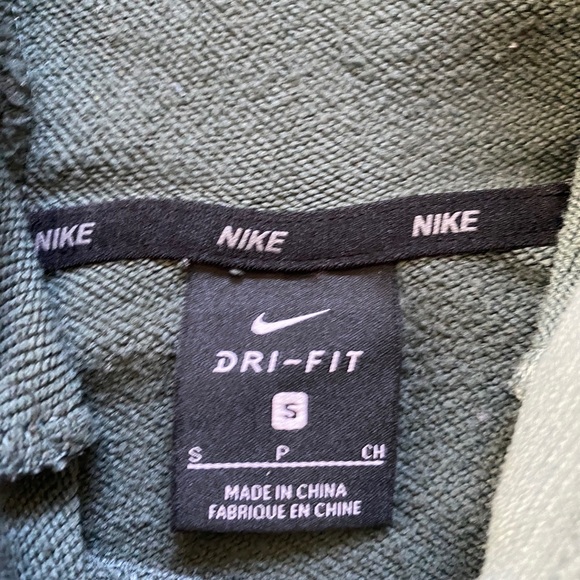 NIKE NIKE NIKE
DRI-FIT
S
S P CH
MADE IN CHINA
FABRIQUE EN CHINE